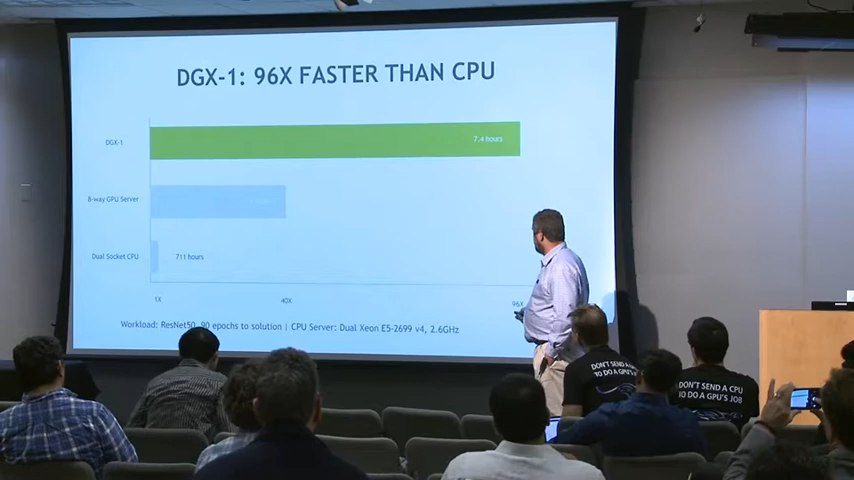 DGX-1: 96X FASTER THAN CPU
DGX-1
7.4 hours
8-way GPU Server
Dual Socket CPU
711 hours
1X
40X
96X
Workload: ResNet50, 90 epochs to solution | CPU Server: Dual Xeon E5-2699 v4, 2.6GHz
DON'T SEND A
TO DO A GPU'S
DON'T SEND A CPU
TO DO A GPU'S JOB